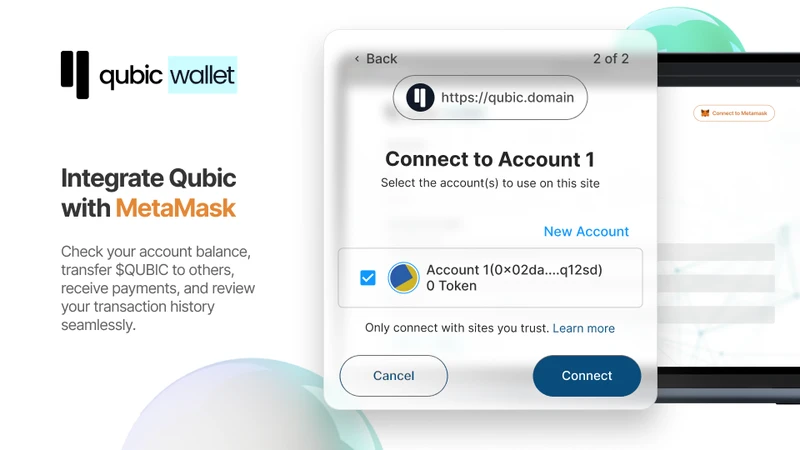 qubic wallet
Integrate Qubic
with MetaMask
Check your account balance,
transfer $QUBIC to others,
receive payments, and review
your transaction history
seamlessly.
‹ Back
2 of 2
https://qubic.domain
Connect to Account 1
Select the account(s) to use on this site
New Account
Account 1(0×02da....q12sd)
0 Token
Only connect with sites you trust. Learn more
Cancel
Connect
Connect to Metamask